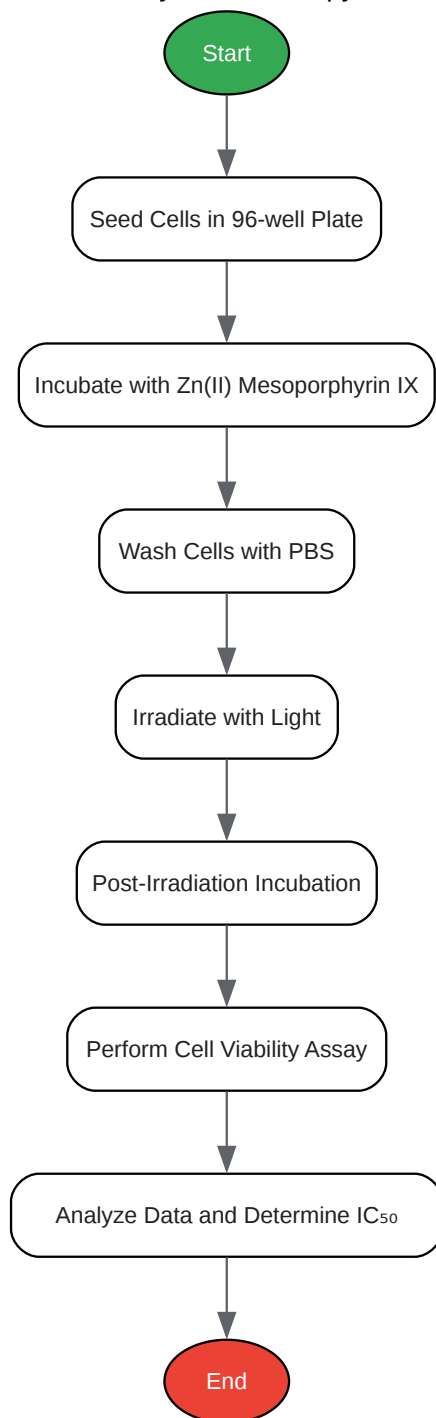 Start
Seed Cells in 96-well Plate
Incubate with Zn(II) Mesoporphyrin IX
Wash Cells with PBS
Irradiate with Light
Post-Irradiation Incubation
Perform Cell Viability Assay
Analyze Data and Determine IC₅₀
End